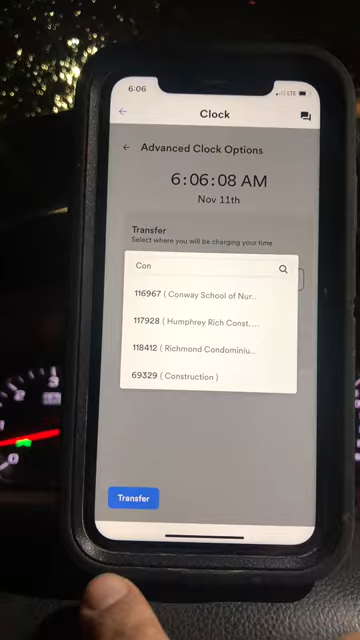 6:06
LTE
Clock
Advanced Clock Options
6:06:08 AM
Nov 11th
Transfer
Select where you will be charging your time
Con
116967 ( Conway School of Nur...
117928 ( Humphrey Rich Const. ...
118412 ( Richmond Condominiu...
69329 ( Construction )
Transfer